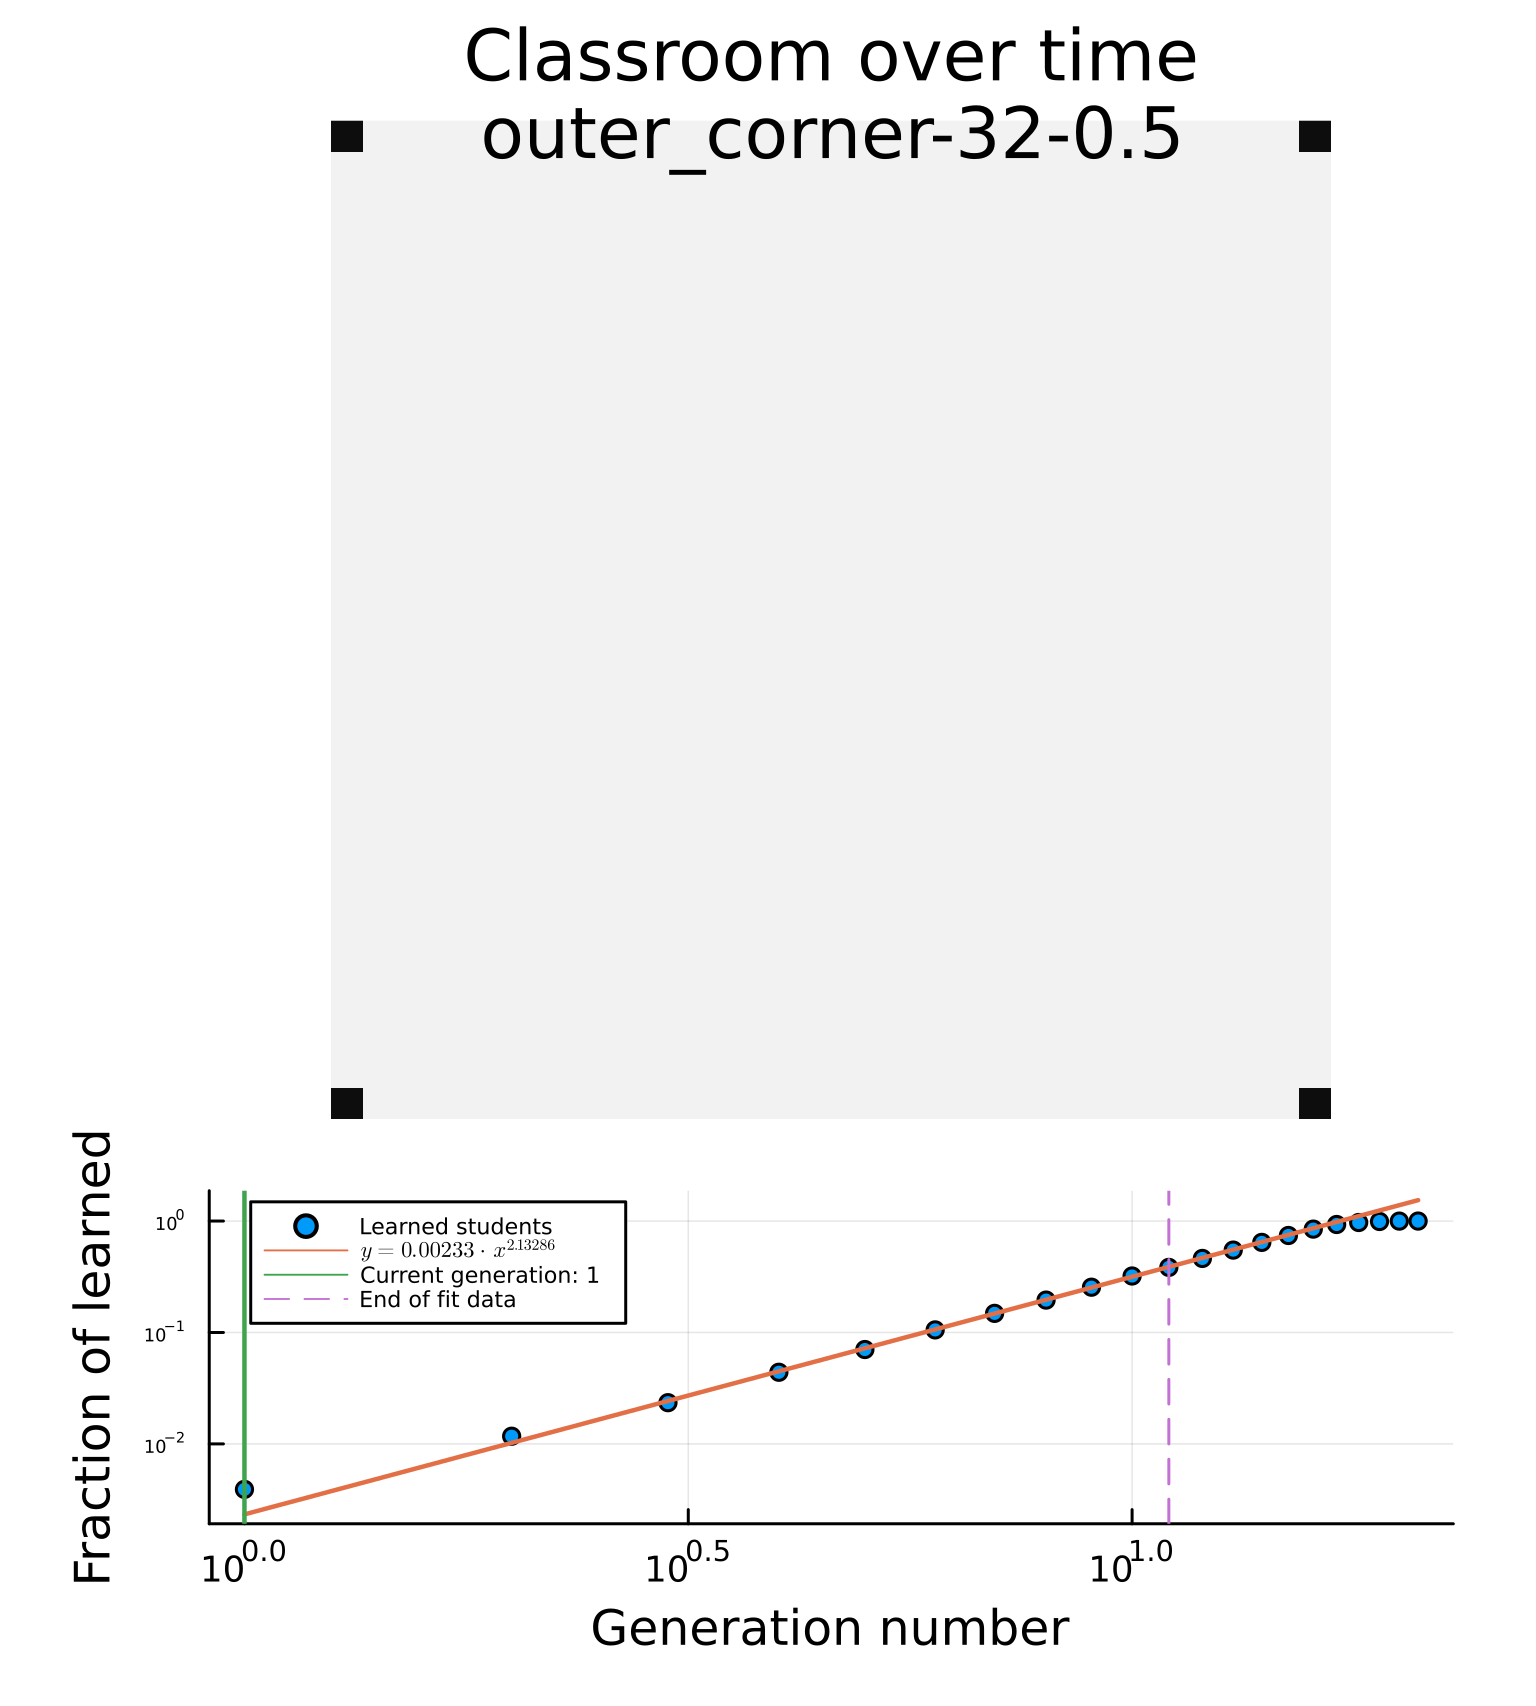 Classroom over time
outer_corner-32-0.5
Fraction of learned
10^0
10^−1
10^−2
Learned students
y = 0.00233 · x^2.13286
Current generation: 1
End of fit data
10^0.0
10^0.5
10^1.0
Generation number